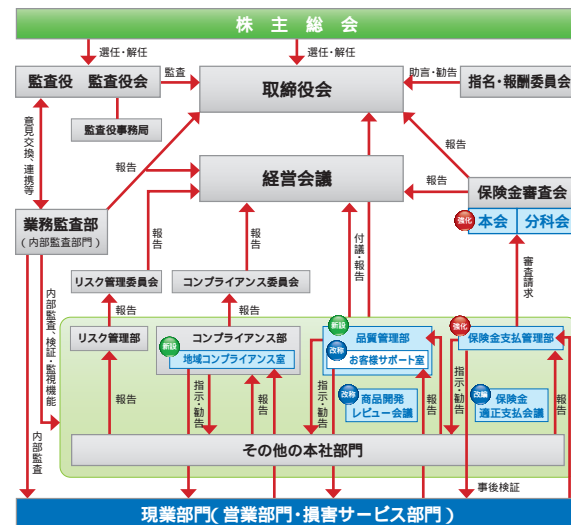 株主総会
選任・解任
選任・解任
監査役 監査役会
監査
取締役会
助言・勧告
指名・報酬委員会
監査役事務局
意見交換、連携等
報告
報告
経営会議
報告
保険金審査会
強化
本会
分科会
業務監査部
(内部監査部門)
報告
報告
付議・報告
審査請求
リスク管理委員会
コンプライアンス委員会
内部監査、検証・監視機能
報告
報告
リスク管理部
コンプライアンス部
新設
地域コンプライアンス室
新設
品質管理部
改称
お客様サポート室
強化
保険金支払管理部
指示・勧告
報告
指示・勧告
改称
商品開発
レビュー会議
報告
指示・勧告
改編
保険金
適正支払会議
報告
報告
その他の本社部門
内部監査
事後検証
現業部門(営業部門・損害サービス部門)